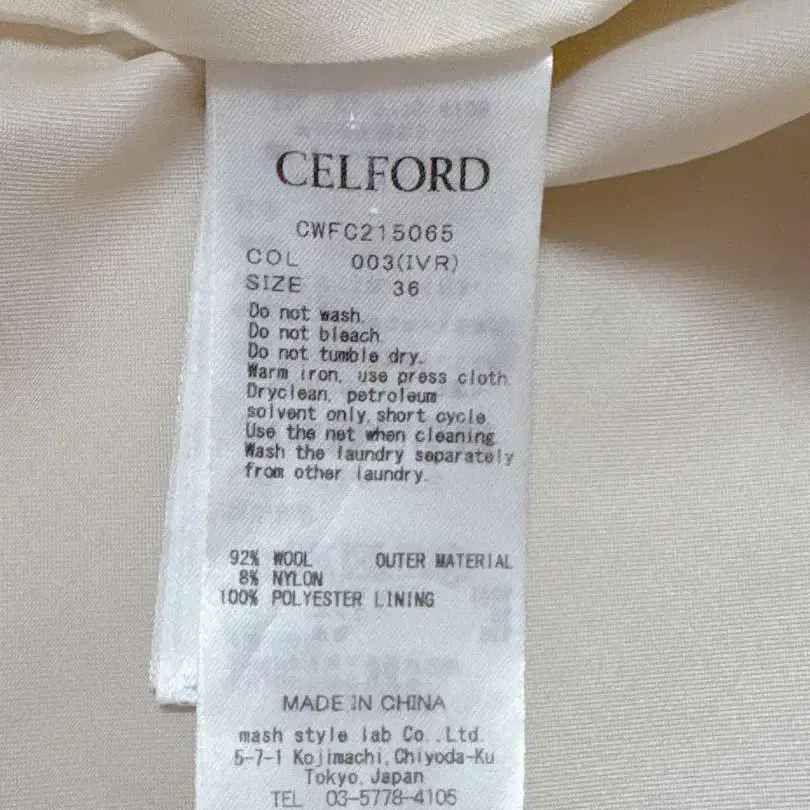 CELFORD
CWFC215065
COL 003(IVR)
SIZE 36
Do not wash.
Do not bleach.
Do not tumble dry.
Warm iron, use press cloth.
Dryclean, petroleum
solvent only, short cycle.
Use the net when cleaning.
Wash the laundry separately
from other laundry.
92% WOOL OUTER MATERIAL
8% NYLON
100% POLYESTER LINING
MADE IN CHINA
mash style lab Co.,Ltd.
5-7-1 Kojimachi, Chiyoda-Ku
Tokyo, Japan
TEL 03-5778-4105